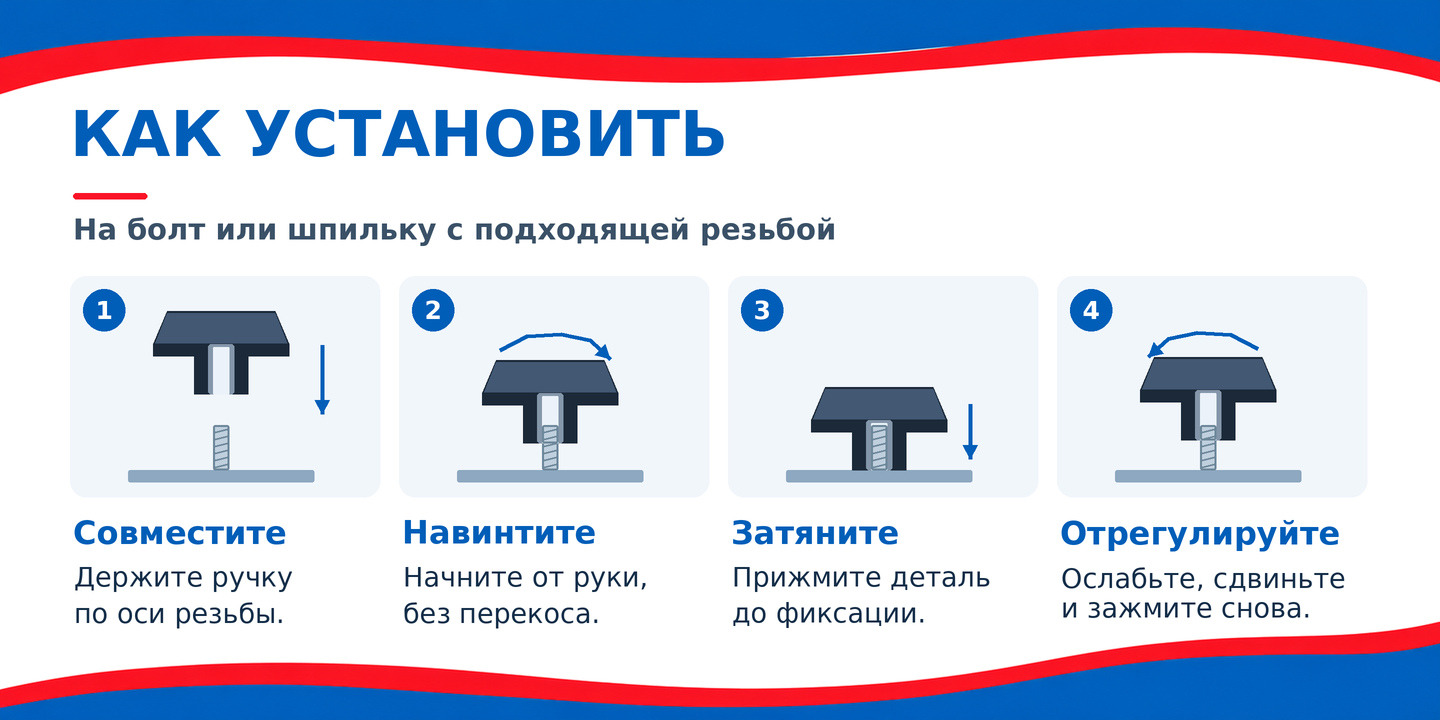 КАК УСТАНОВИТЬ
На болт или шпильку с подходящей резьбой
1
2
3
4
Совместите
Держите ручку
по оси резьбы.
Навинтите
Начните от руки,
без перекоса.
Затяните
Прижмите деталь
до фиксации.
Отрегулируйте
Ослабьте, сдвиньте
и зажмите снова.